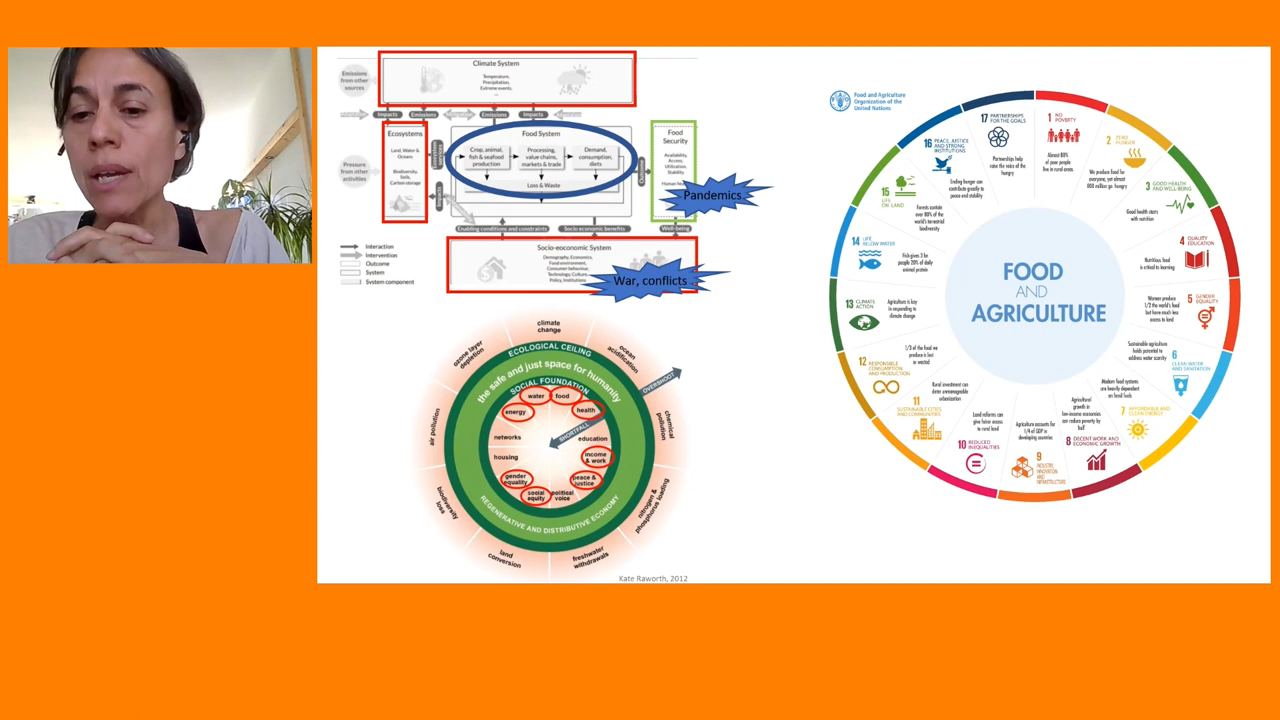 Climate System
Emissions
from other
sources
Temperature,
Precipitation,
Extreme events,
...
Impacts
Emissions
Emissions
Impacts
Ecosystems
Land, Water &
Oceans
Biodiversity,
Soils,
Carbon storage
Pressure
from other
activities
Food System
Crop, animal,
fish & seafood
production
Processing,
value chains,
markets & trade
Demand,
consumption,
diets
Loss & Waste
Food
Security
Availability,
Access,
Utilization,
Stability
Human health
Pandemics
Enabling conditions and constraints
Socio economic benefits
Well-being
Interaction
Intervention
Outcome
System
System component
Socio-eoconomic System
Demography, Economics,
Food environment,
Consumer behaviour,
Technology, Culture,
Policy, Institutions
War, conflicts
climate
change
ozone layer
depletion
ocean
acidification
air pollution
chemical
pollution
biodiversity
loss
nitrogen &
phosphorus loading
land
conversion
freshwater
withdrawals
ECOLOGICAL CEILING
the safe and just space for humanity
SOCIAL FOUNDATION
OVERSHOOT
SHORTFALL
water
food
energy
health
networks
education
housing
income
& work
gender
equality
peace &
justice
social
equity
political
voice
REGENERATIVE AND DISTRIBUTIVE ECONOMY
Kate Raworth, 2012
Food and Agriculture
Organization of the
United Nations
FOOD
AND
AGRICULTURE
1 NO
POVERTY
Almost 80%
of poor people
live in rural areas
2 ZERO
HUNGER
We produce food for
everyone, yet almost
800 million go hungry
3 GOOD HEALTH
AND WELL-BEING
Good health starts
with nutrition
4 QUALITY
EDUCATION
Nutritious food
is critical to learning
5 GENDER
EQUALITY
Women produce
1/2 the world's food
but have much less
access to land
6
CLEAN WATER
AND SANITATION
Sustainable agriculture
holds potential to
address water scarcity
7 AFFORDABLE AND
CLEAN ENERGY
Modern food systems
are heavily dependent
on fossil fuels
8 DECENT WORK AND
ECONOMIC GROWTH
Agricultural
growth in
low-income economies
can reduce poverty by
half
9
INDUSTRY,
INNOVATION
AND
INFRASTRUCTURE
Agriculture accounts for
1/4 of GDP in
developing countries
10 REDUCED
INEQUALITIES
Land reforms can
give fairer access
to rural land
11
SUSTAINABLE CITIES
AND COMMUNITIES
Rural investment can
deter unmanageable
urbanization
12 RESPONSIBLE
CONSUMPTION
AND PRODUCTION
1/3 of the food we
produce is lost
or wasted
13 CLIMATE
ACTION
Agriculture is key
in responding to
climate change
14 LIFE
BELOW WATER
Fish gives 3 bn
people 20% of daily
animal protein
15 LIFE
ON LAND
Forests contain
over 80% of the
world's terrestrial
biodiversity
16 PEACE, JUSTICE
AND STRONG
INSTITUTIONS
Ending hunger can
contribute greatly to
peace and stability
17 PARTNERSHIPS
FOR THE GOALS
Partnerships help
raise the voice of the
hungry